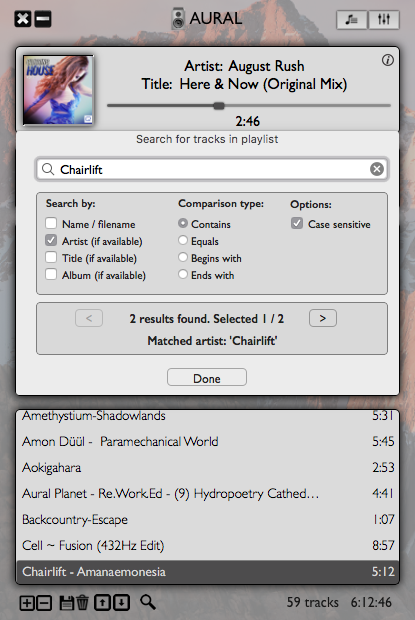 AURAL
HOUSE
Artist: August Rush
Title: Here & Now (Original Mix)
2:46
Search for tracks in playlist
Chairlift
Search by:
Name / filename
Artist (if available)
Title (if available)
Album (if available)
Comparison type:
Contains
Equals
Begins with
Ends with
Options:
Case sensitive
< 2 results found. Selected 1 / 2 >
Matched artist: 'Chairlift'
Done
Amethystium-Shadowlands 5:31
Amon Düül - Paramechanical World 5:45
Aokigahara 2:53
Aural Planet - Re.Work.Ed - (9) Hydropoetry Cathed… 4:41
Backcountry-Escape 1:07
Cell ~ Fusion (432Hz Edit) 8:57
Chairlift - Amanaemonesia 5:12
59 tracks 6:12:46